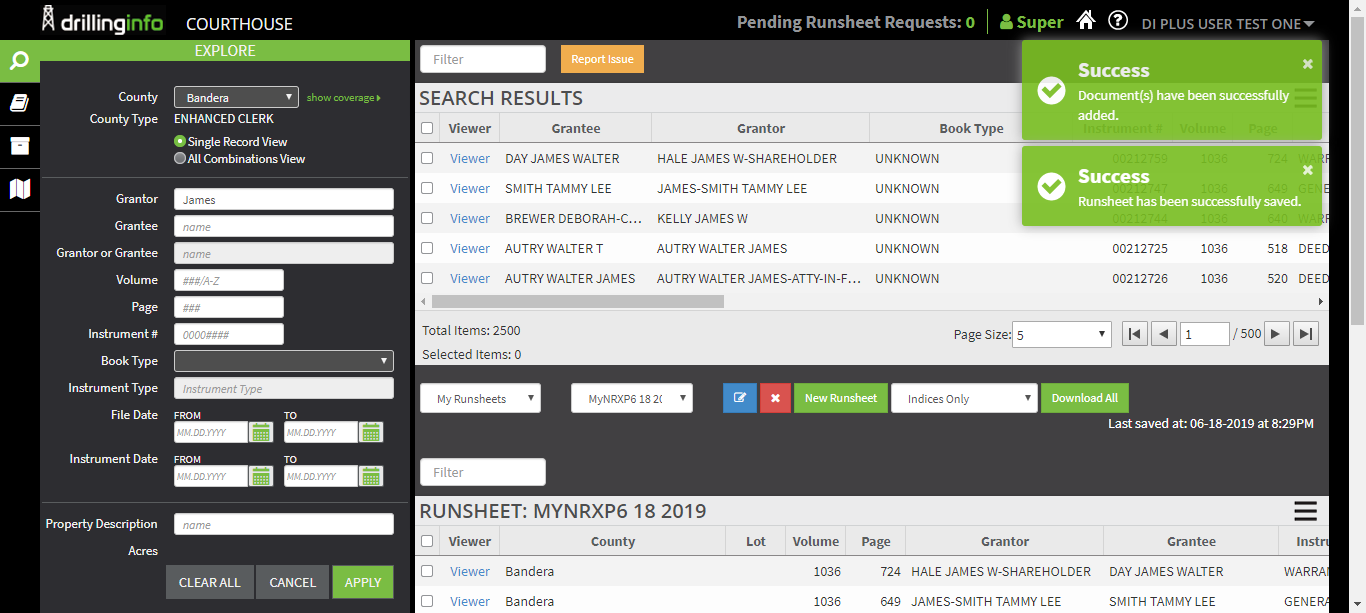 drillinginfo COURTHOUSE Pending Runsheet Requests: 0 Super DI PLUS USER TEST ONE
EXPLORE
County Bandera show coverage
County Type ENHANCED CLERK
Single Record View
All Combinations View
Grantor James
Grantee name
Grantor or Grantee name
Volume ###/A-Z
Page ###
Instrument # 0000####
Book Type
Instrument Type Instrument Type
File Date FROM TO
MM.DD.YYYY MM.DD.YYYY
Instrument Date FROM TO
MM.DD.YYYY MM.DD.YYYY
Property Description name
Acres
CLEAR ALL CANCEL APPLY
Filter Report Issue
Success
Document(s) have been successfully
added.
Success
Runsheet has been successfully saved.
SEARCH RESULTS
Viewer Grantee Grantor Book Type Instrument # Volume Page
Viewer DAY JAMES WALTER HALE JAMES W-SHAREHOLDER UNKNOWN 00212759 1036 724 WARR
Viewer SMITH TAMMY LEE JAMES-SMITH TAMMY LEE UNKNOWN 00212747 1036 649 GENE
Viewer BREWER DEBORAH-C... KELLY JAMES W UNKNOWN 00212744 1036 640 WARR
Viewer AUTRY WALTER T AUTRY WALTER JAMES UNKNOWN 00212725 1036 518 DEED
Viewer AUTRY WALTER JAMES AUTRY WALTER JAMES-ATTY-IN-F... UNKNOWN 00212726 1036 520 DEED
Total Items: 2500 Page Size: 5 1 / 500
Selected Items: 0
My Runsheets MyNRXP6 18 20 New Runsheet Indices Only Download All
Last saved at: 06-18-2019 at 8:29PM
Filter
RUNSHEET: MYNRXP6 18 2019
Viewer County Lot Volume Page Grantor Grantee Instru
Viewer Bandera 1036 724 HALE JAMES W-SHAREHOLDER DAY JAMES WALTER WARRAN
Viewer Bandera 1036 649 JAMES-SMITH TAMMY LEE SMITH TAMMY LEE GENERA